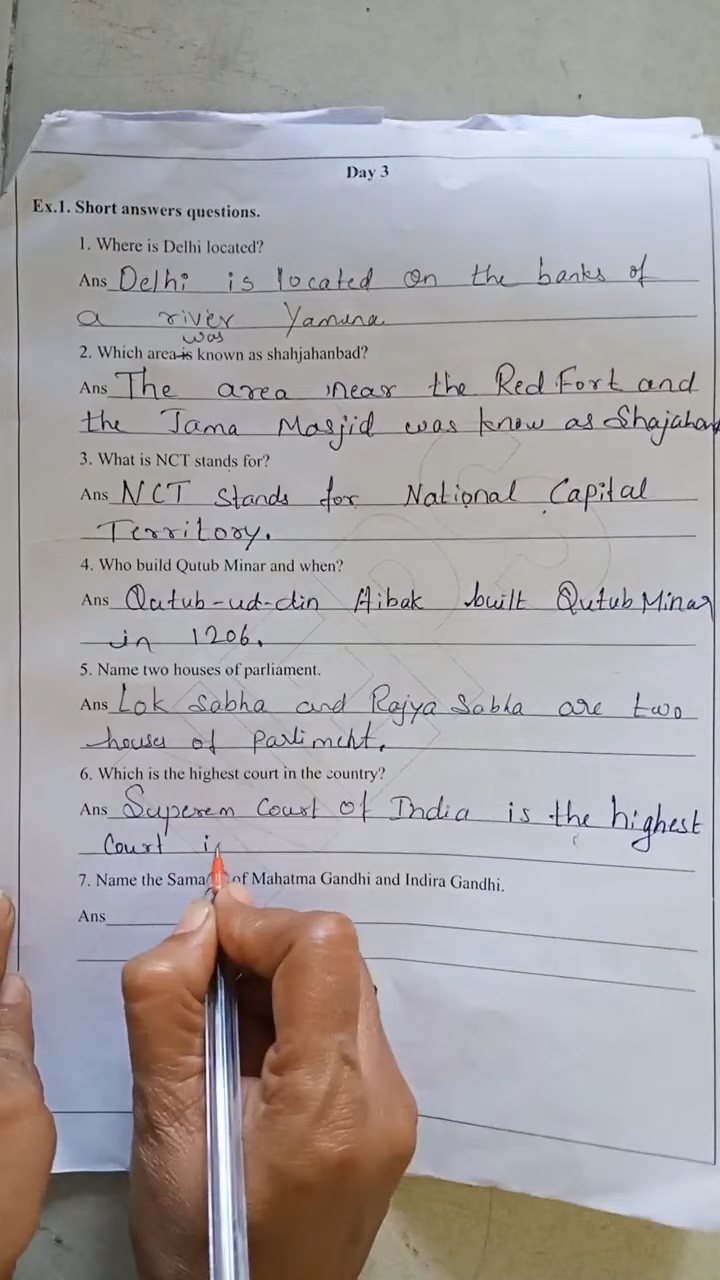 Day 3
Ex.1. Short answers questions.
1. Where is Delhi located?
Ans Delhi is located on the banks of
a river Yamuna
was
2. Which area is known as shahjahanbad?
Ans The area near the Red Fort and
the Jama Masjid was know as Shajahan
3. What is NCT stands for?
Ans NCT Stands for National Capital
Territory.
4. Who build Qutub Minar and when?
Ans Qutub-ud-din Aibak built Qutub Minar
in 1206.
5. Name two houses of parliament.
Ans Lok Sabha and Rajya Sabha are two
houses of Parliment.
6. Which is the highest court in the country?
Ans Superem Court of India is the highest
Court i
7. Name the of Mahatma Gandhi and Indira Gandhi.
Ans